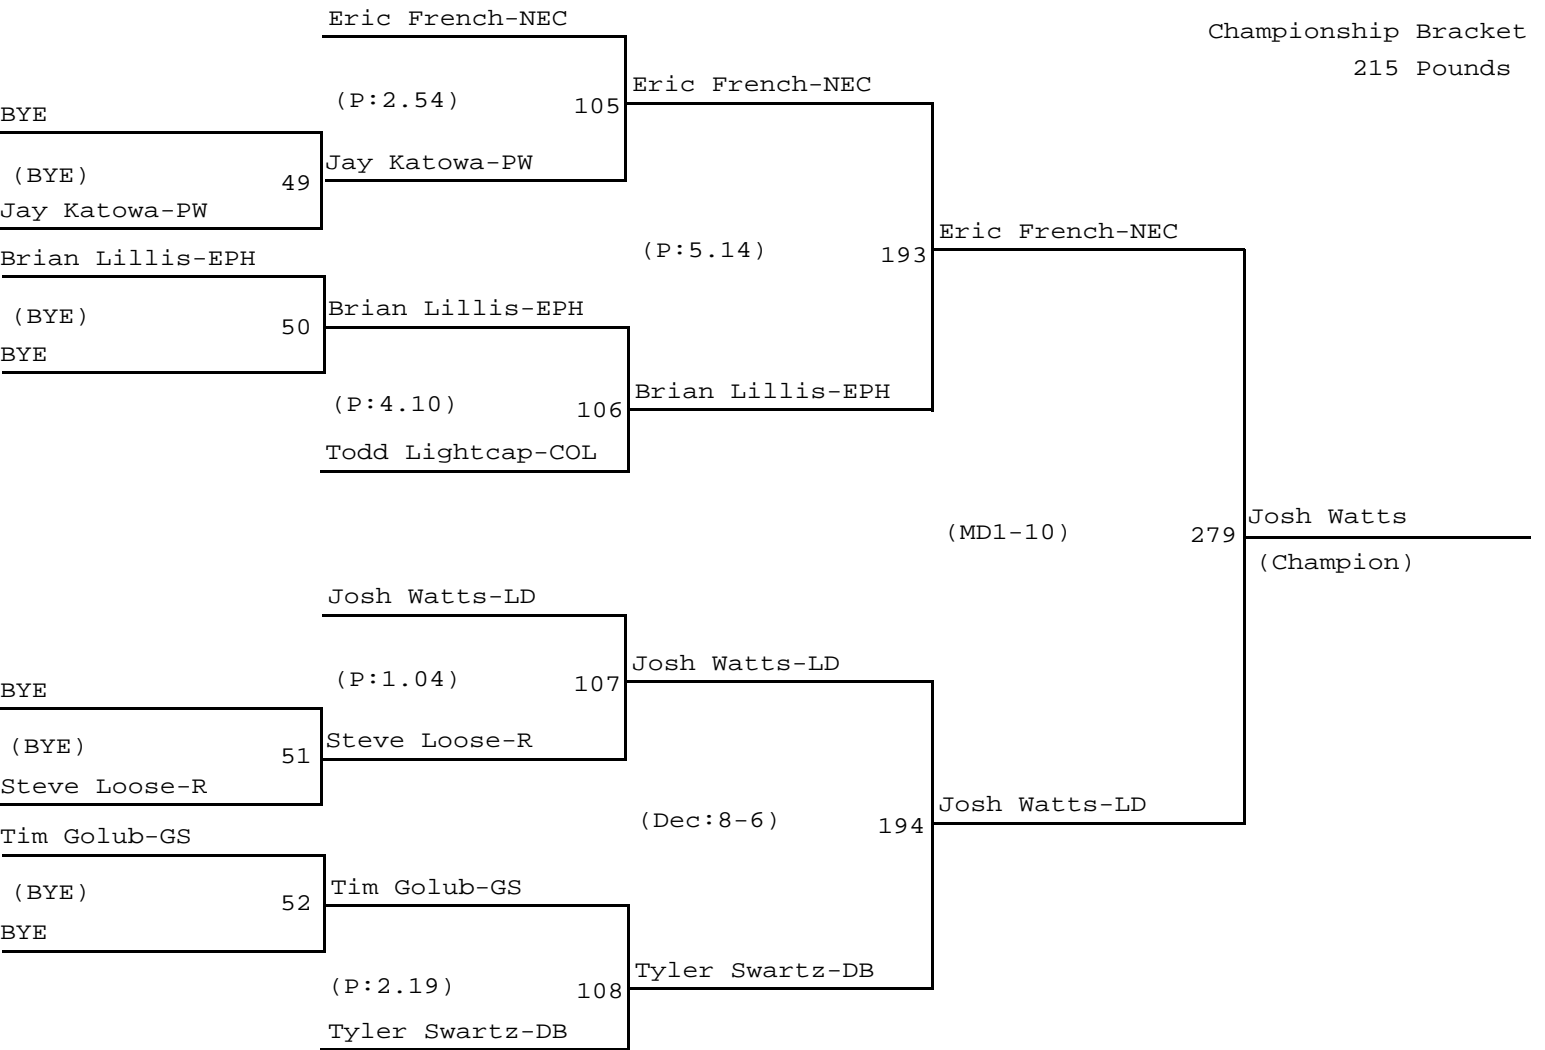 Eric French-NEC
Championship Bracket
215 Pounds
(P:2.54)
105
Eric French-NEC
BYE
(BYE)
49
Jay Katowa-PW
Jay Katowa-PW
Brian Lillis-EPH
(P:5.14)
193
Eric French-NEC
(BYE)
50
Brian Lillis-EPH
BYE
(P:4.10)
106
Brian Lillis-EPH
Todd Lightcap-COL
(MD1-10)
279
Josh Watts
(Champion)
Josh Watts-LD
(P:1.04)
107
Josh Watts-LD
BYE
(BYE)
51
Steve Loose-R
Steve Loose-R
(Dec:8-6)
194
Josh Watts-LD
Tim Golub-GS
(BYE)
52
Tim Golub-GS
BYE
(P:2.19)
108
Tyler Swartz-DB
Tyler Swartz-DB